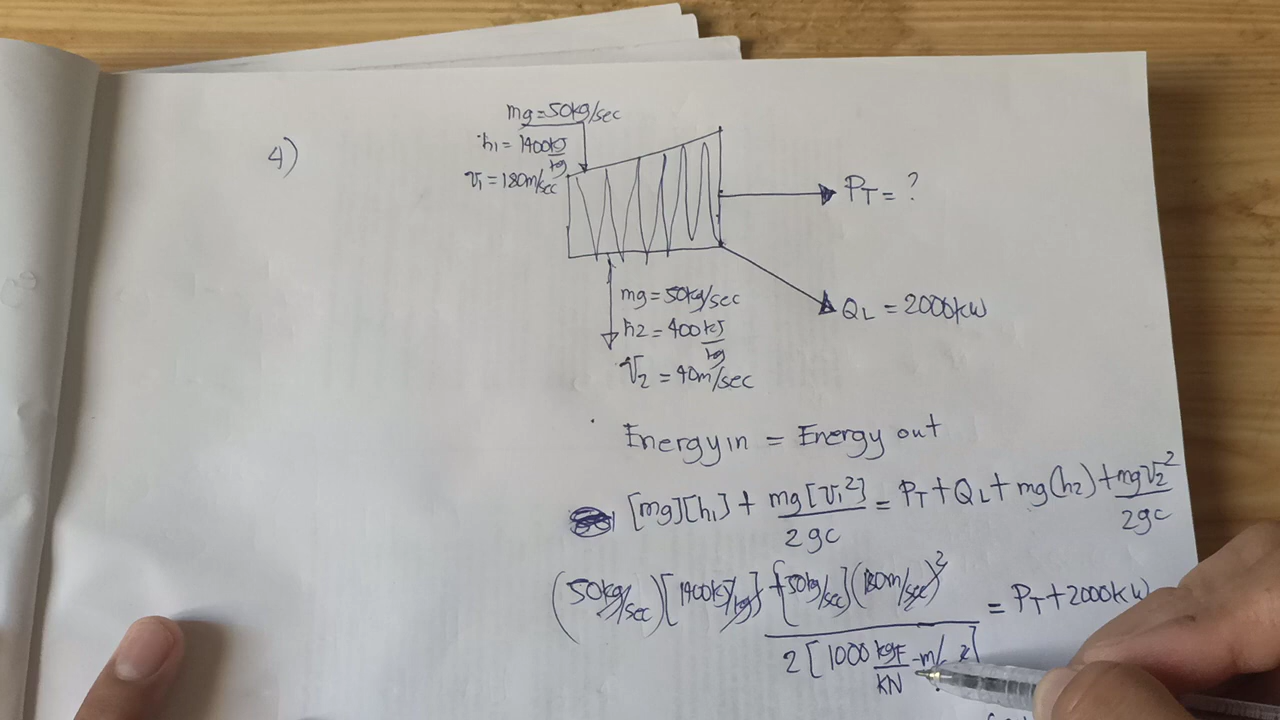 4)
mg=50kg/sec
h1=1400kJ/kg
V1=180m/sec
PT=?
mg=50kg/sec
h2=400kJ/kg
V2=40m/sec
QL=2000kW
Energy in = Energy out
[mg][h1] + mg[V1²]/2gc = PT+QL+mg(h2)+mgV2²/2gc
(50kg/sec)[1400kJ/kg]+[50kg/sec](180m/sec)²/2[1000 kgF/KN-m/ 2] = PT+2000kW